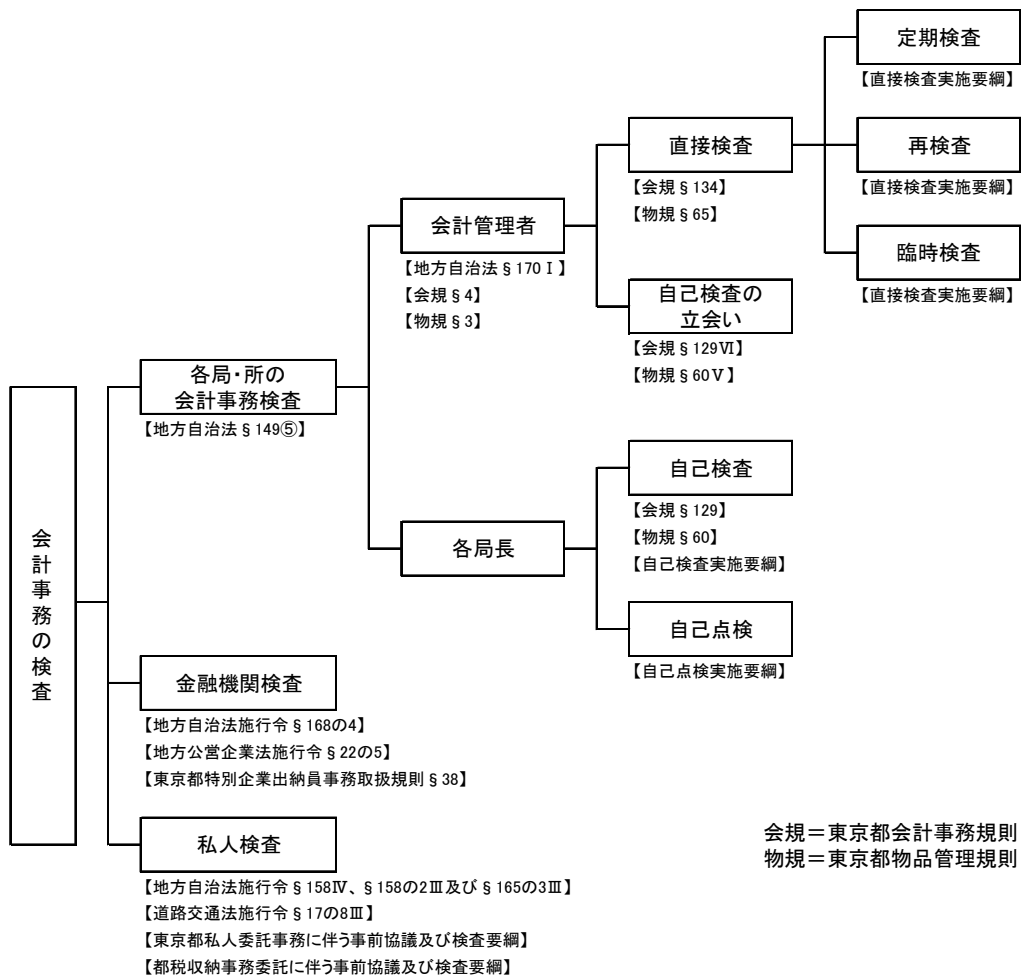 会計事務の検査
各局・所の
会計事務検査
【地方自治法§149⑤】
会計管理者
【地方自治法§170Ⅰ】
【会規§4】
【物規§3】
直接検査
【会規§134】
【物規§65】
定期検査
【直接検査実施要綱】
再検査
【直接検査実施要綱】
臨時検査
【直接検査実施要綱】
自己検査の
立会い
【会規§129Ⅵ】
【物規§60Ⅴ】
各局長
自己検査
【会規§129】
【物規§60】
【自己検査実施要綱】
自己点検
【自己点検実施要綱】
金融機関検査
【地方自治法施行令§168の4】
【地方公営企業法施行令§22の5】
【東京都特別企業出納員事務取扱規則§38】
私人検査
【地方自治法施行令§158Ⅳ、§158の2Ⅲ及び§165の3Ⅲ】
【道路交通法施行令§17の8Ⅲ】
【東京都私人委託事務に伴う事前協議及び検査要綱】
【都税収納事務委託に伴う事前協議及び検査要綱】
会規＝東京都会計事務規則
物規＝東京都物品管理規則